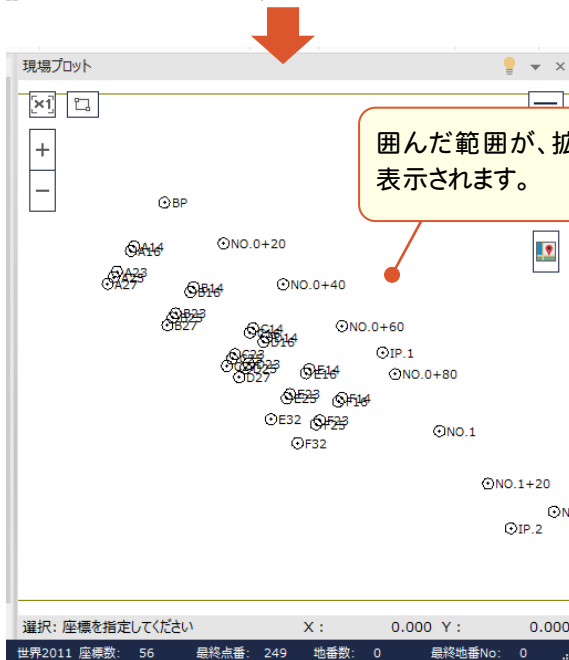 現場プロット
[×1]
囲んだ範囲が、拡
表示されます。
BP
NO.0+20
A14
A16
A23
A25
A27
B14
B16
NO.0+40
B23
B25
B27
C14
D14
D16
NO.0+60
IP.1
C23
D23
D25
D27
E14
E16
NO.0+80
E23
E25
F14
F16
E32
F23
F25
F32
NO.1
NO.1+20
IP.2
選択: 座標を指定してください X : 0.000 Y : 0.000
世界2011 座標数: 56 最終点番: 249 地番数: 0 最終地番No: 0